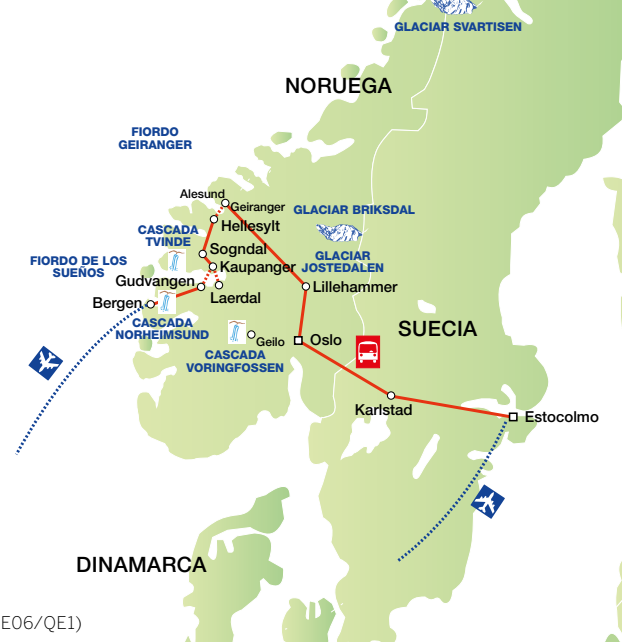 GLACIAR SVARTISEN
NORUEGA
FIORDO
GEIRANGER
Alesund
Geiranger
GLACIAR BRIKSDAL
Hellesylt
CASCADA
TVINDE
Sogndal
GLACIAR
JOSTEDALEN
FIORDO DE LOS
SUEÑOS
Kaupanger
Gudvangen
Lillehammer
Laerdal
Bergen
CASCADA
NORHEIMSUND
SUECIA
Geilo
Oslo
CASCADA
VORINGFOSSEN
Karlstad
Estocolmo
DINAMARCA
E06/QE1)